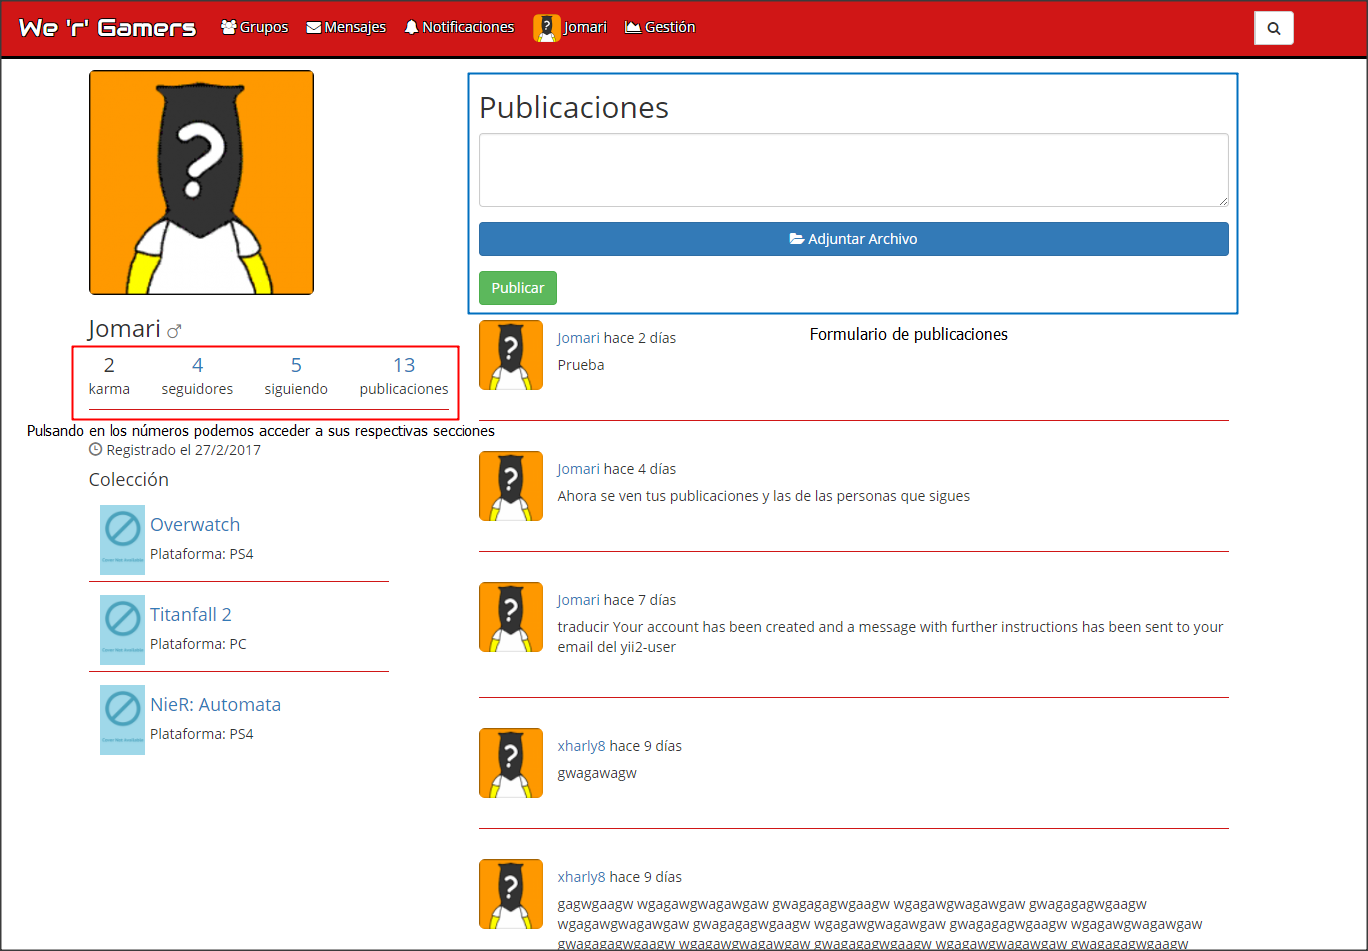 We 'r' Gamers Grupos Mensajes Notificaciones Jomari Gestión
Jomari
2 4 5 13
karma seguidores siguiendo publicaciones
Pulsando en los números podemos acceder a sus respectivas secciones
Registrado el 27/2/2017
Colección
Overwatch
Plataforma: PS4
Titanfall 2
Plataforma: PC
NieR: Automata
Plataforma: PS4
Publicaciones
Adjuntar Archivo
Publicar
Formulario de publicaciones
Jomari hace 2 días
Prueba
Jomari hace 4 días
Ahora se ven tus publicaciones y las de las personas que sigues
Jomari hace 7 días
traducir Your account has been created and a message with further instructions has been sent to your
email del yii2-user
xharly8 hace 9 días
gwagawagw
xharly8 hace 9 días
gagwgaagw wgagawgwagawgaw gwagagagwgaagw wgagawgwagawgaw gwagagagwgaagw
wgagawgwagawgaw gwagagagwgaagw wgagawgwagawgaw gwagagagwgaagw wgagawgwagawgaw
gwagagagwgaagw wgagawgwagawgaw gwagagagwgaagw wgagawgwagawgaw gwagagagwgaagw